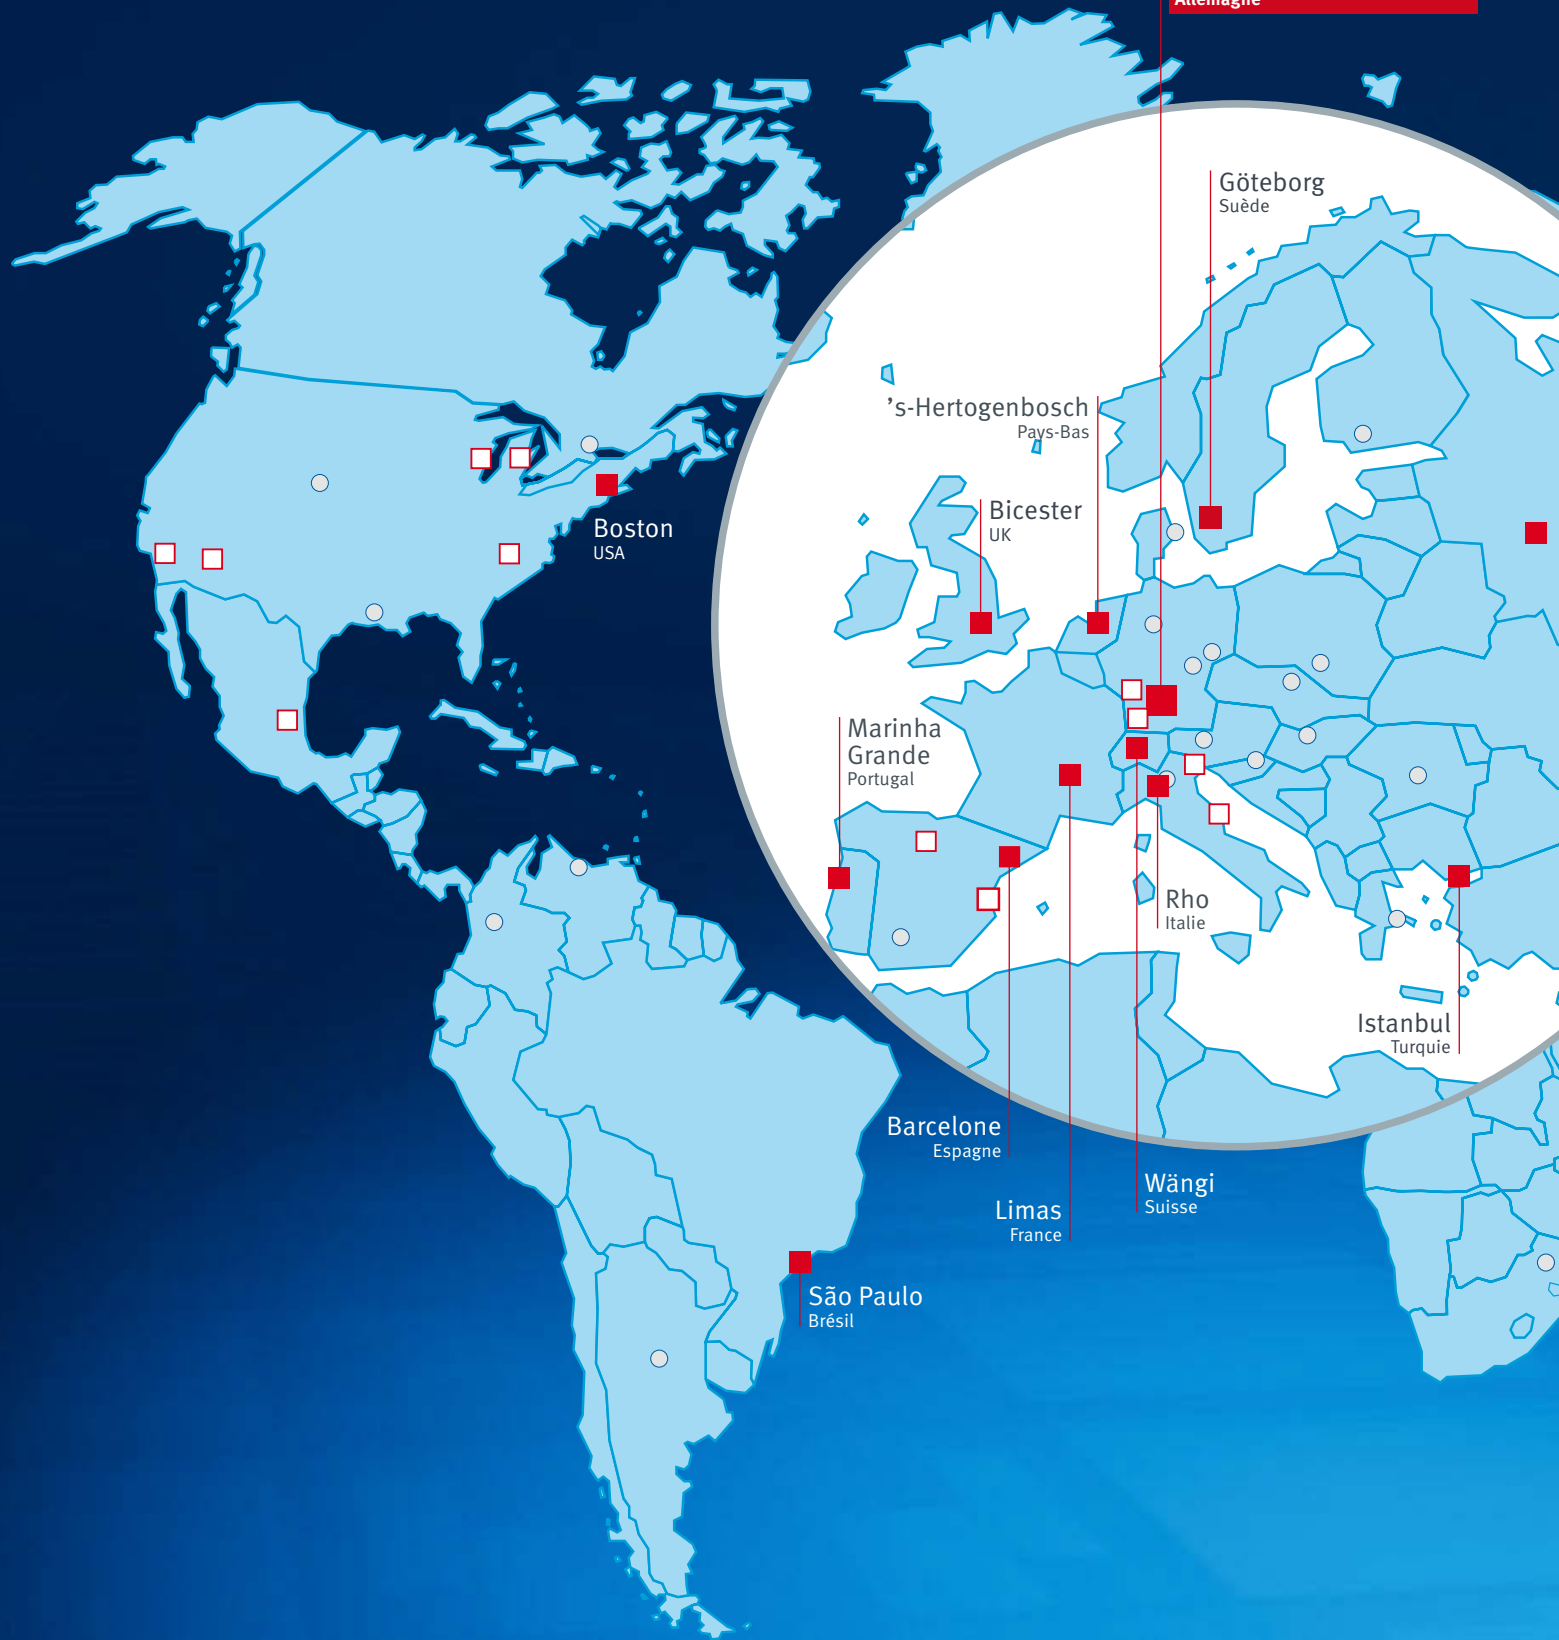 Allemagne
Göteborg
Suède
’s-Hertogenbosch
Pays-Bas
Bicester
UK
Boston
USA
Marinha
Grande
Portugal
Rho
Italie
Istanbul
Turquie
Barcelone
Espagne
Wängi
Suisse
Limas
France
São Paulo
Brésil